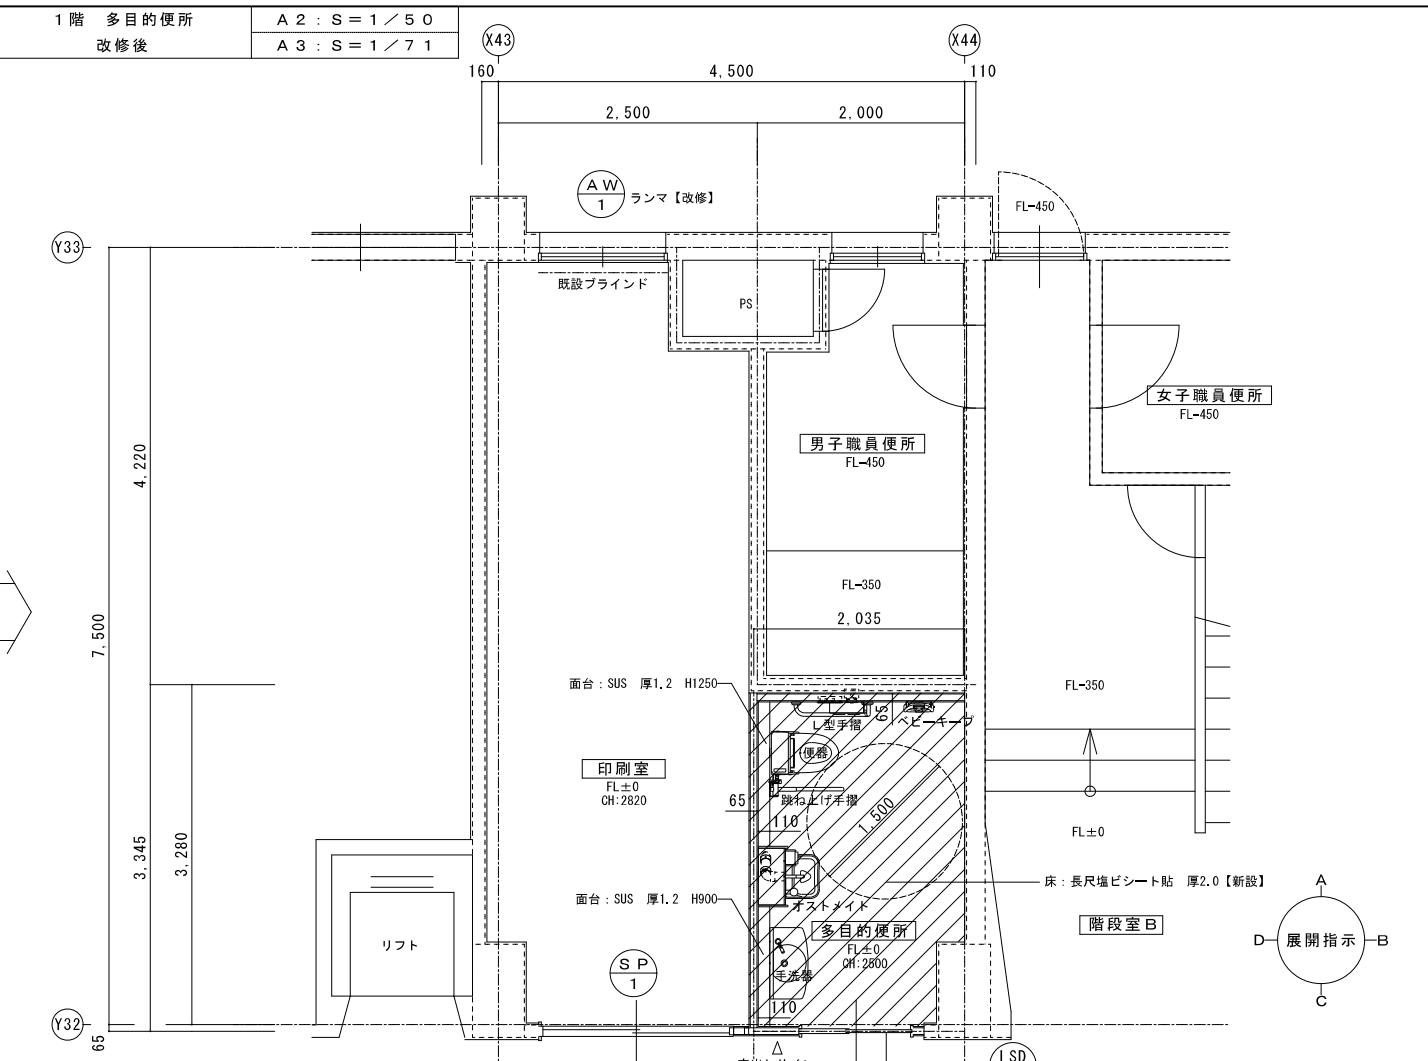 1階 多目的便所
改修後
A2:S=1/50
A3:S=1/71
X43
X44
160
4,500
110
2,500
2,000
AW
1
ランマ【改修】
FL-450
Y33
既設ブラインド
PS
女子職員便所
FL-450
男子職員便所
FL-450
4,220
FL-350
2,035
7,500
面台：SUS 厚1.2 H1250
FL-350
L型手摺
65
ベビーキープ
便器
印刷室
FL±0
CH:2820
65
跳ね上げ手摺
110
1,500
FL±0
3,345
3,280
床：長尺塩ビシート貼 厚2.0【新設】
面台：SUS 厚1.2 H900
オストメイト
多目的便所
FL±0
CH:2500
階段室B
A
D
展開指示
B
C
リフト
SP
1
手洗器
110
Y32
65
LSD